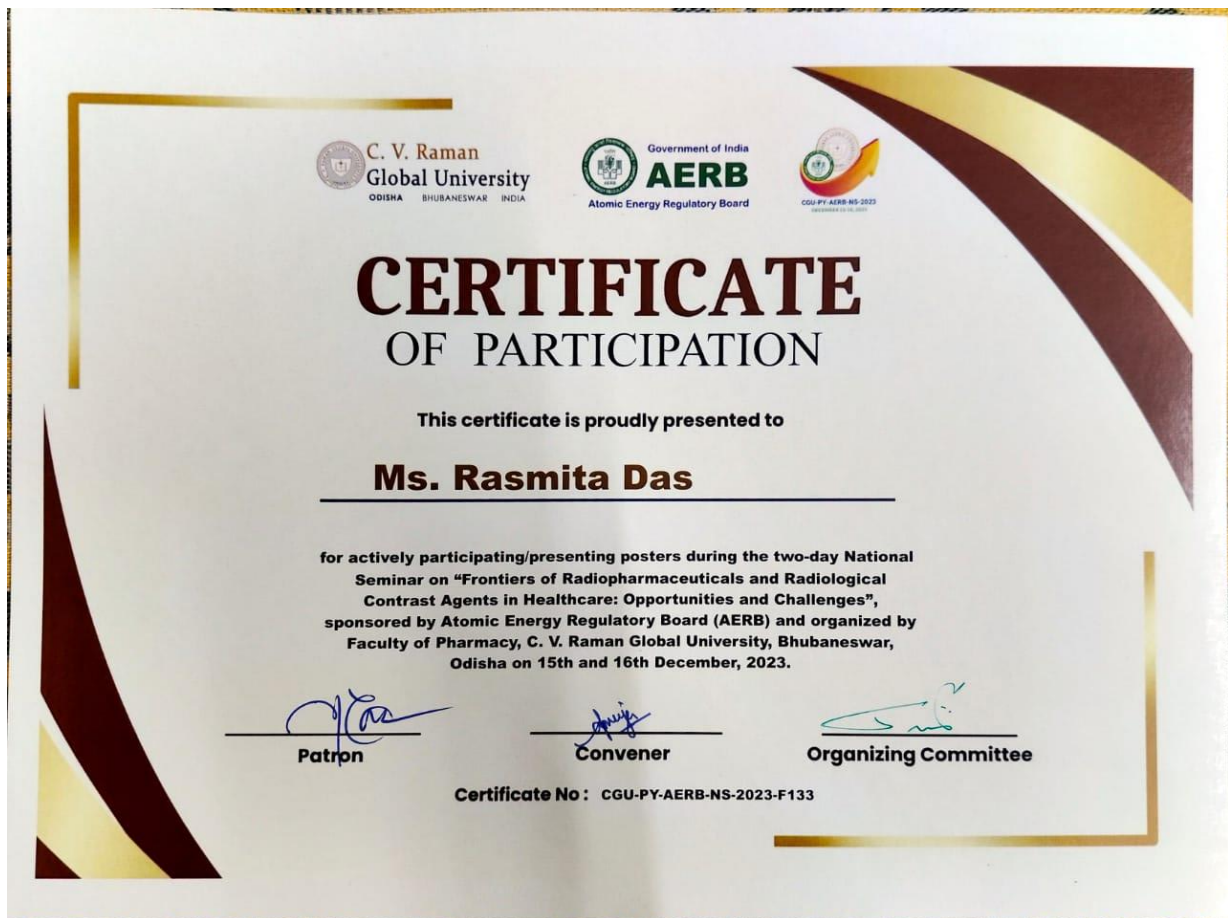 C. V. Raman
Global University
ODISHA BHUBANESWAR INDIA
Government of India
AERB
Atomic Energy Regulatory Board
CGU-PY-AERB-NS-2023
CERTIFICATE
OF PARTICIPATION
This certificate is proudly presented to
Ms. Rasmita Das
for actively participating/presenting posters during the two-day National
Seminar on “Frontiers of Radiopharmaceuticals and Radiological
Contrast Agents in Healthcare: Opportunities and Challenges”,
sponsored by Atomic Energy Regulatory Board (AERB) and organized by
Faculty of Pharmacy, C. V. Raman Global University, Bhubaneswar,
Odisha on 15th and 16th December, 2023.
Patron
Convener
Organizing Committee
Certificate No : CGU-PY-AERB-NS-2023-F133